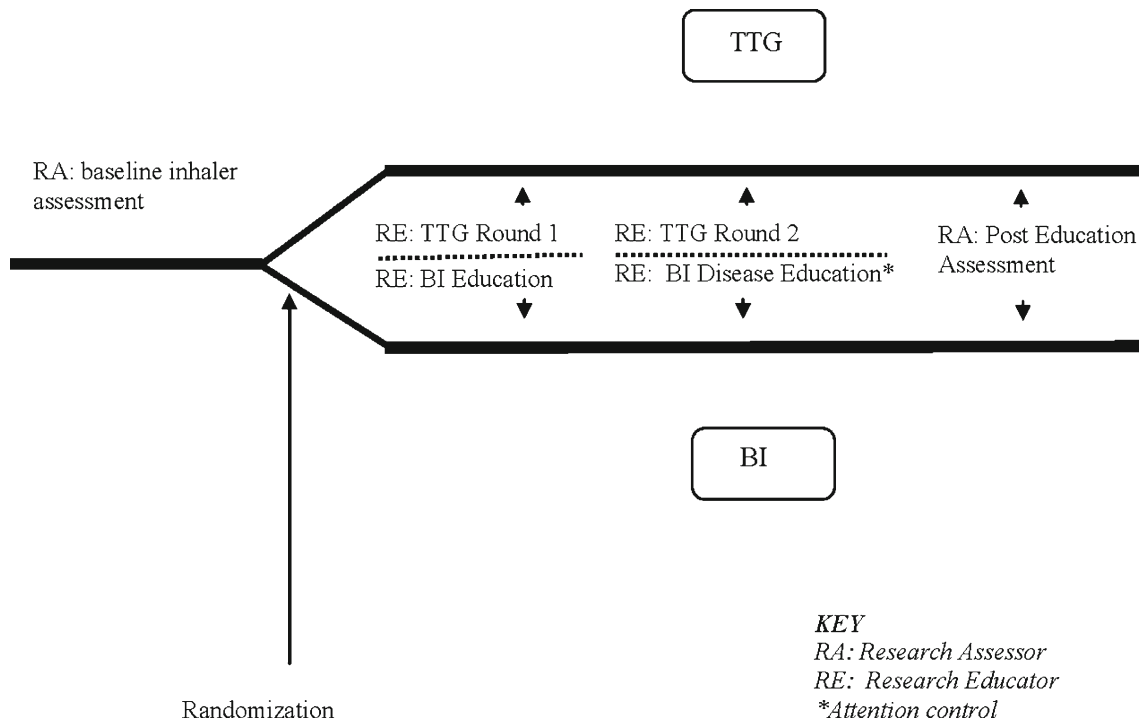 TTG
RA: baseline inhaler
assessment
RE: TTG Round 1
RE: BI Education
RE: TTG Round 2
RE: BI Disease Education*
RA: Post Education
Assessment
BI
Randomization
KEY
RA: Research Assessor
RE: Research Educator
*Attention control